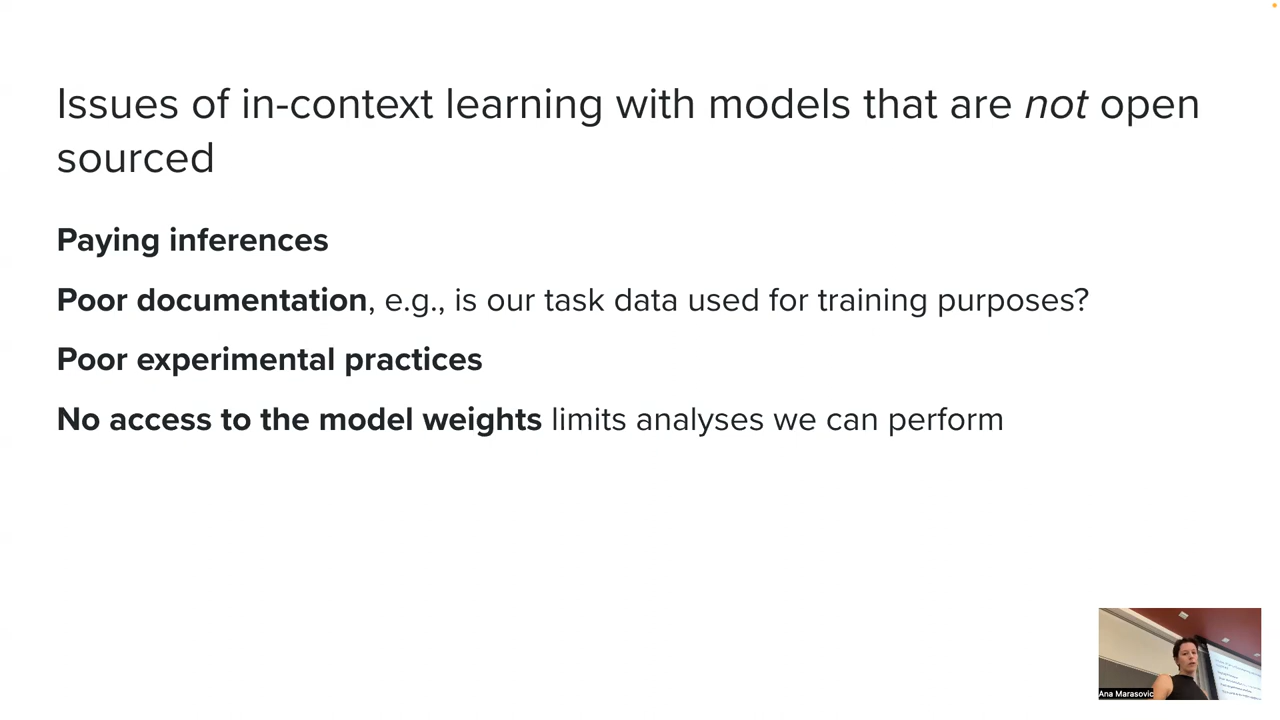 Issues of in-context learning with models that are not open
sourced
Paying inferences
Poor documentation, e.g., is our task data used for training purposes?
Poor experimental practices
No access to the model weights limits analyses we can perform
Ana Marasovic